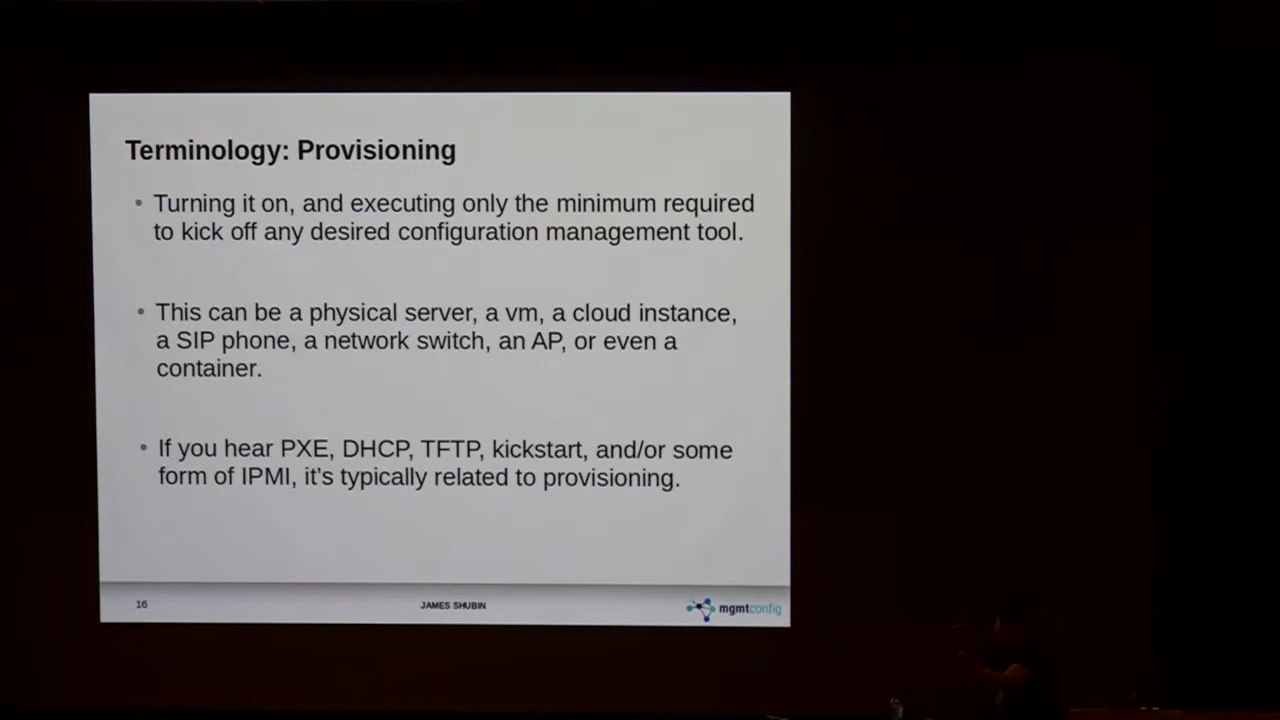 Terminology: Provisioning
• Turning it on, and executing only the minimum required
to kick off any desired configuration management tool.
• This can be a physical server, a vm, a cloud instance,
a SIP phone, a network switch, an AP, or even a
container.
• If you hear PXE, DHCP, TFTP, kickstart, and/or some
form of IPMI, it's typically related to provisioning.
16
JAMES SHUBIN
mgmtconfig